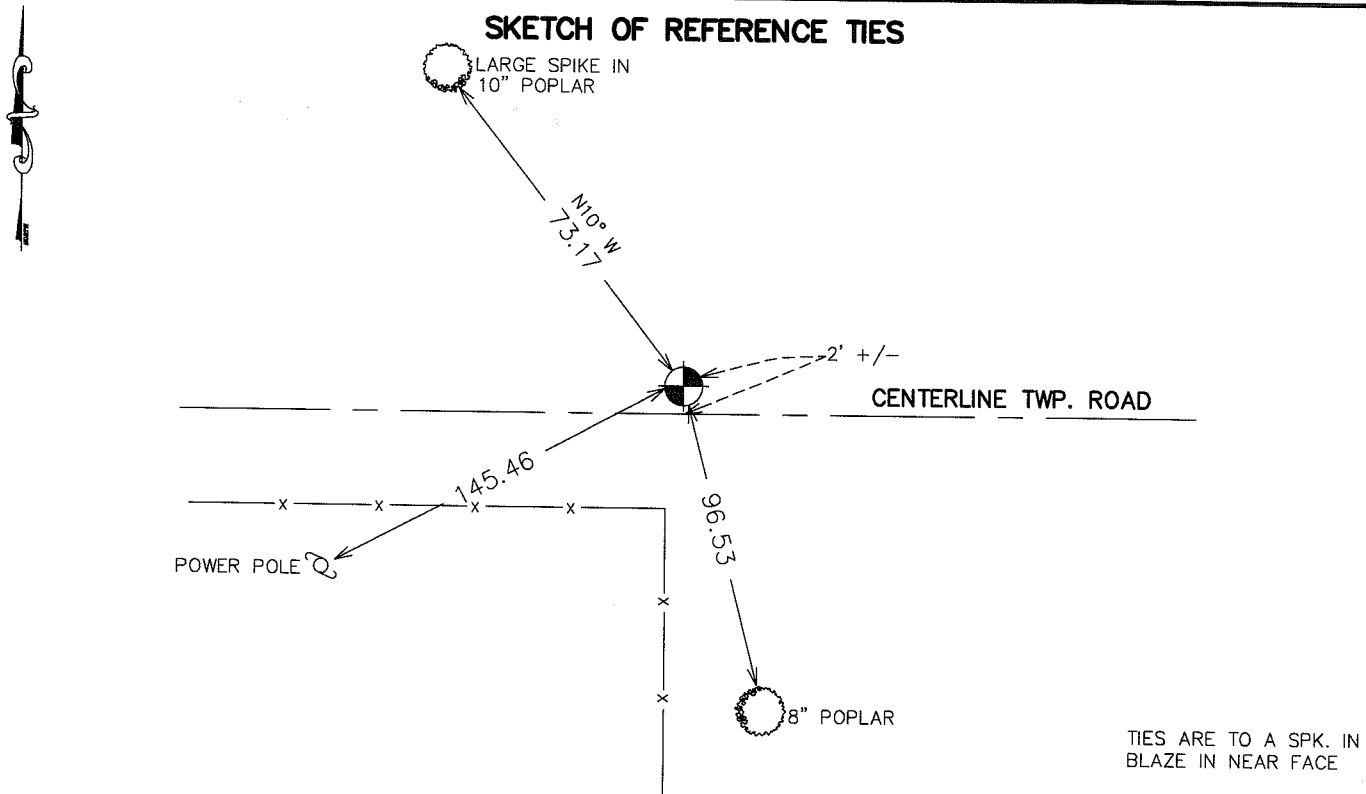 SKETCH OF REFERENCE TIES
LARGE SPIKE IN
10" POPLAR
N10° W
73.17
2' +/-
CENTERLINE TWP. ROAD
145.46
x x x x
96.53
POWER POLE
x
x
8" POPLAR
TIES ARE TO A SPK. IN
BLAZE IN NEAR FACE